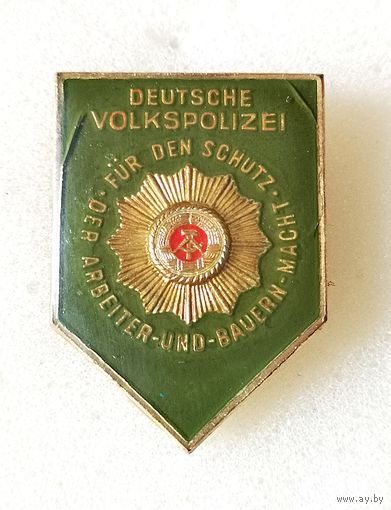 DEUTSCHE
VOLKSPOLIZEI
FÜR DEN SCHUTZ ·
DER ARBEITER-UND-BAUERN-MACHT ·
www.ay.by